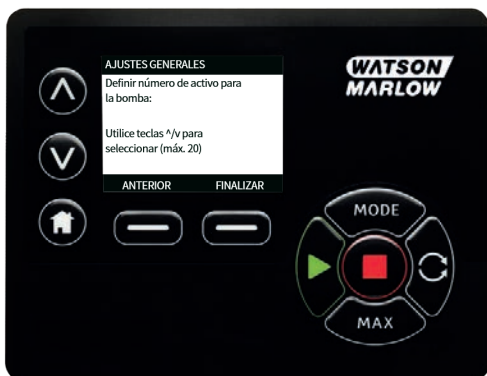 AJUSTES GENERALES
Definir número de activo para
la bomba:
Utilice teclas ^/v para
seleccionar (máx. 20)
ANTERIOR FINALIZAR
WATSON
MARLOW
MODE
MAX